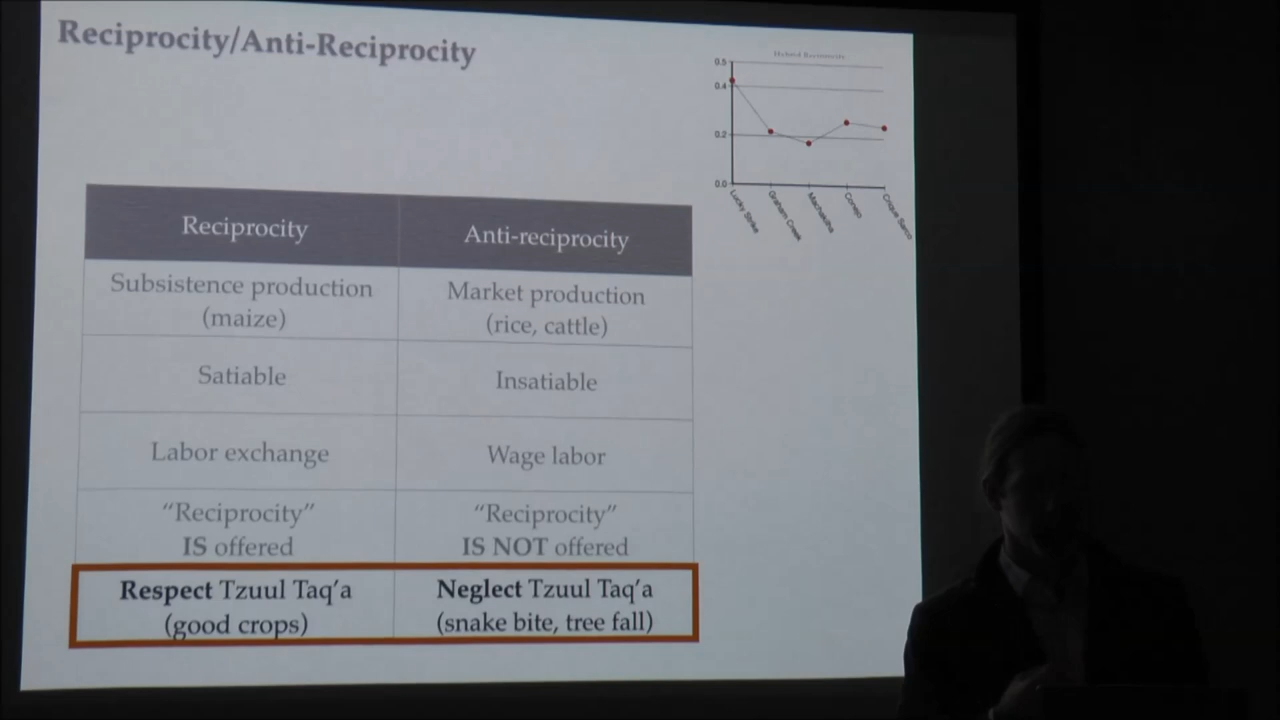 Reciprocity/Anti-Reciprocity
Hybrid Reciprocity
0.5
0.4
0.2
0.0
Lucky Strike
Graham Creek
Machakilha
Conejo
Crique Sarco
Reciprocity
Anti-reciprocity
Subsistence production
(maize)
Market production
(rice, cattle)
Satiable
Insatiable
Labor exchange
Wage labor
“Reciprocity”
IS offered
“Reciprocity”
IS NOT offered
Respect Tzuul Taq’a
(good crops)
Neglect Tzuul Taq’a
(snake bite, tree fall)